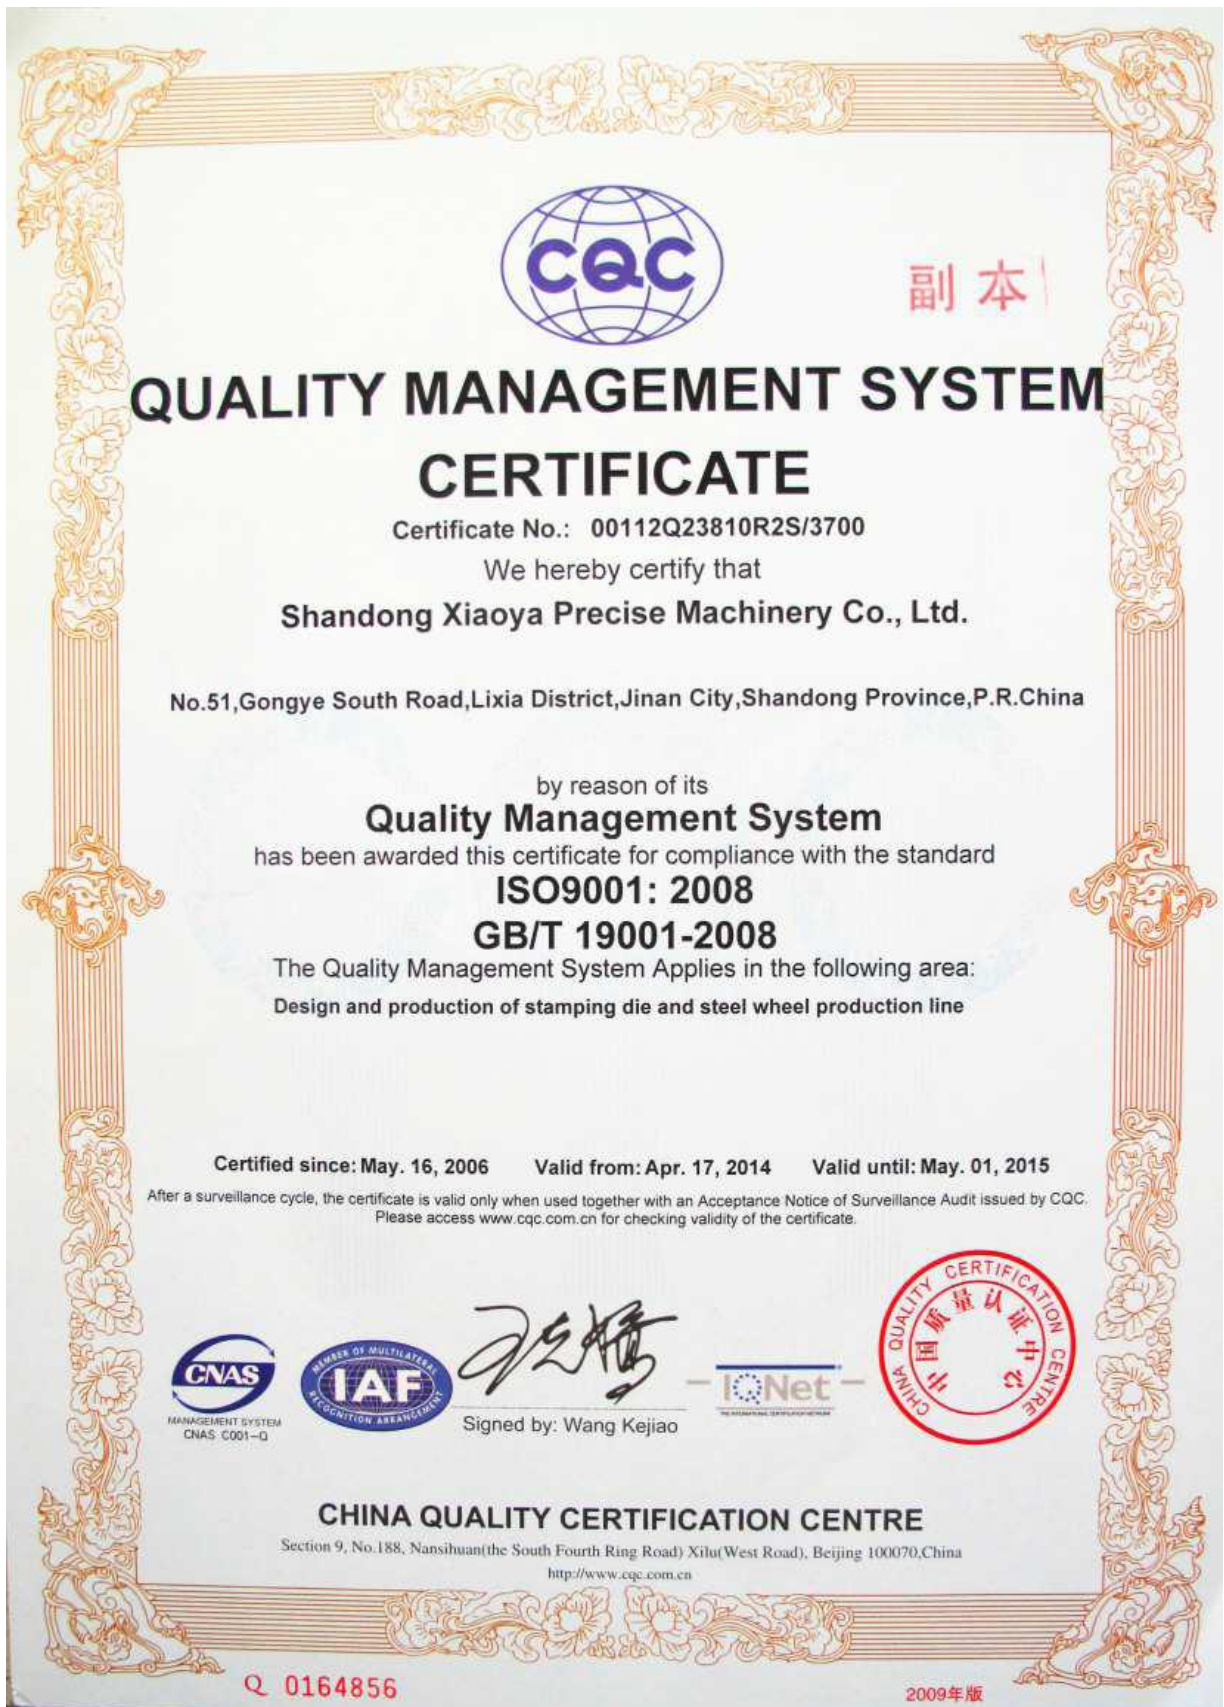 CQC
副本
QUALITY MANAGEMENT SYSTEM
CERTIFICATE
Certificate No.: 00112Q23810R2S/3700
We hereby certify that
Shandong Xiaoya Precise Machinery Co., Ltd.
No.51,Gongye South Road,Lixia District,Jinan City,Shandong Province,P.R.China
by reason of its
Quality Management System
has been awarded this certificate for compliance with the standard
ISO9001: 2008
GB/T 19001-2008
The Quality Management System Applies in the following area:
Design and production of stamping die and steel wheel production line
Certified since: May. 16, 2006 Valid from: Apr. 17, 2014 Valid until: May. 01, 2015
After a surveillance cycle, the certificate is valid only when used together with an Acceptance Notice of Surveillance Audit issued by CQC.
Please access www.cqc.com.cn for checking validity of the certificate.
CNAS
MANAGEMENT SYSTEM
CNAS C001-Q
MEMBER OF MULTILATERAL
IAF
RECOGNITION ARRANGEMENT
Signed by: Wang Kejiao
IQNet
THE INTERNATIONAL CERTIFICATION NETWORK
CHINA QUALITY CERTIFICATION CENTRE
中国质量认证中心
CHINA QUALITY CERTIFICATION CENTRE
Section 9, No.188, Nansihuan(the South Fourth Ring Road) Xilu(West Road), Beijing 100070,China
http://www.cqc.com.cn
Q 0164856
2009年版